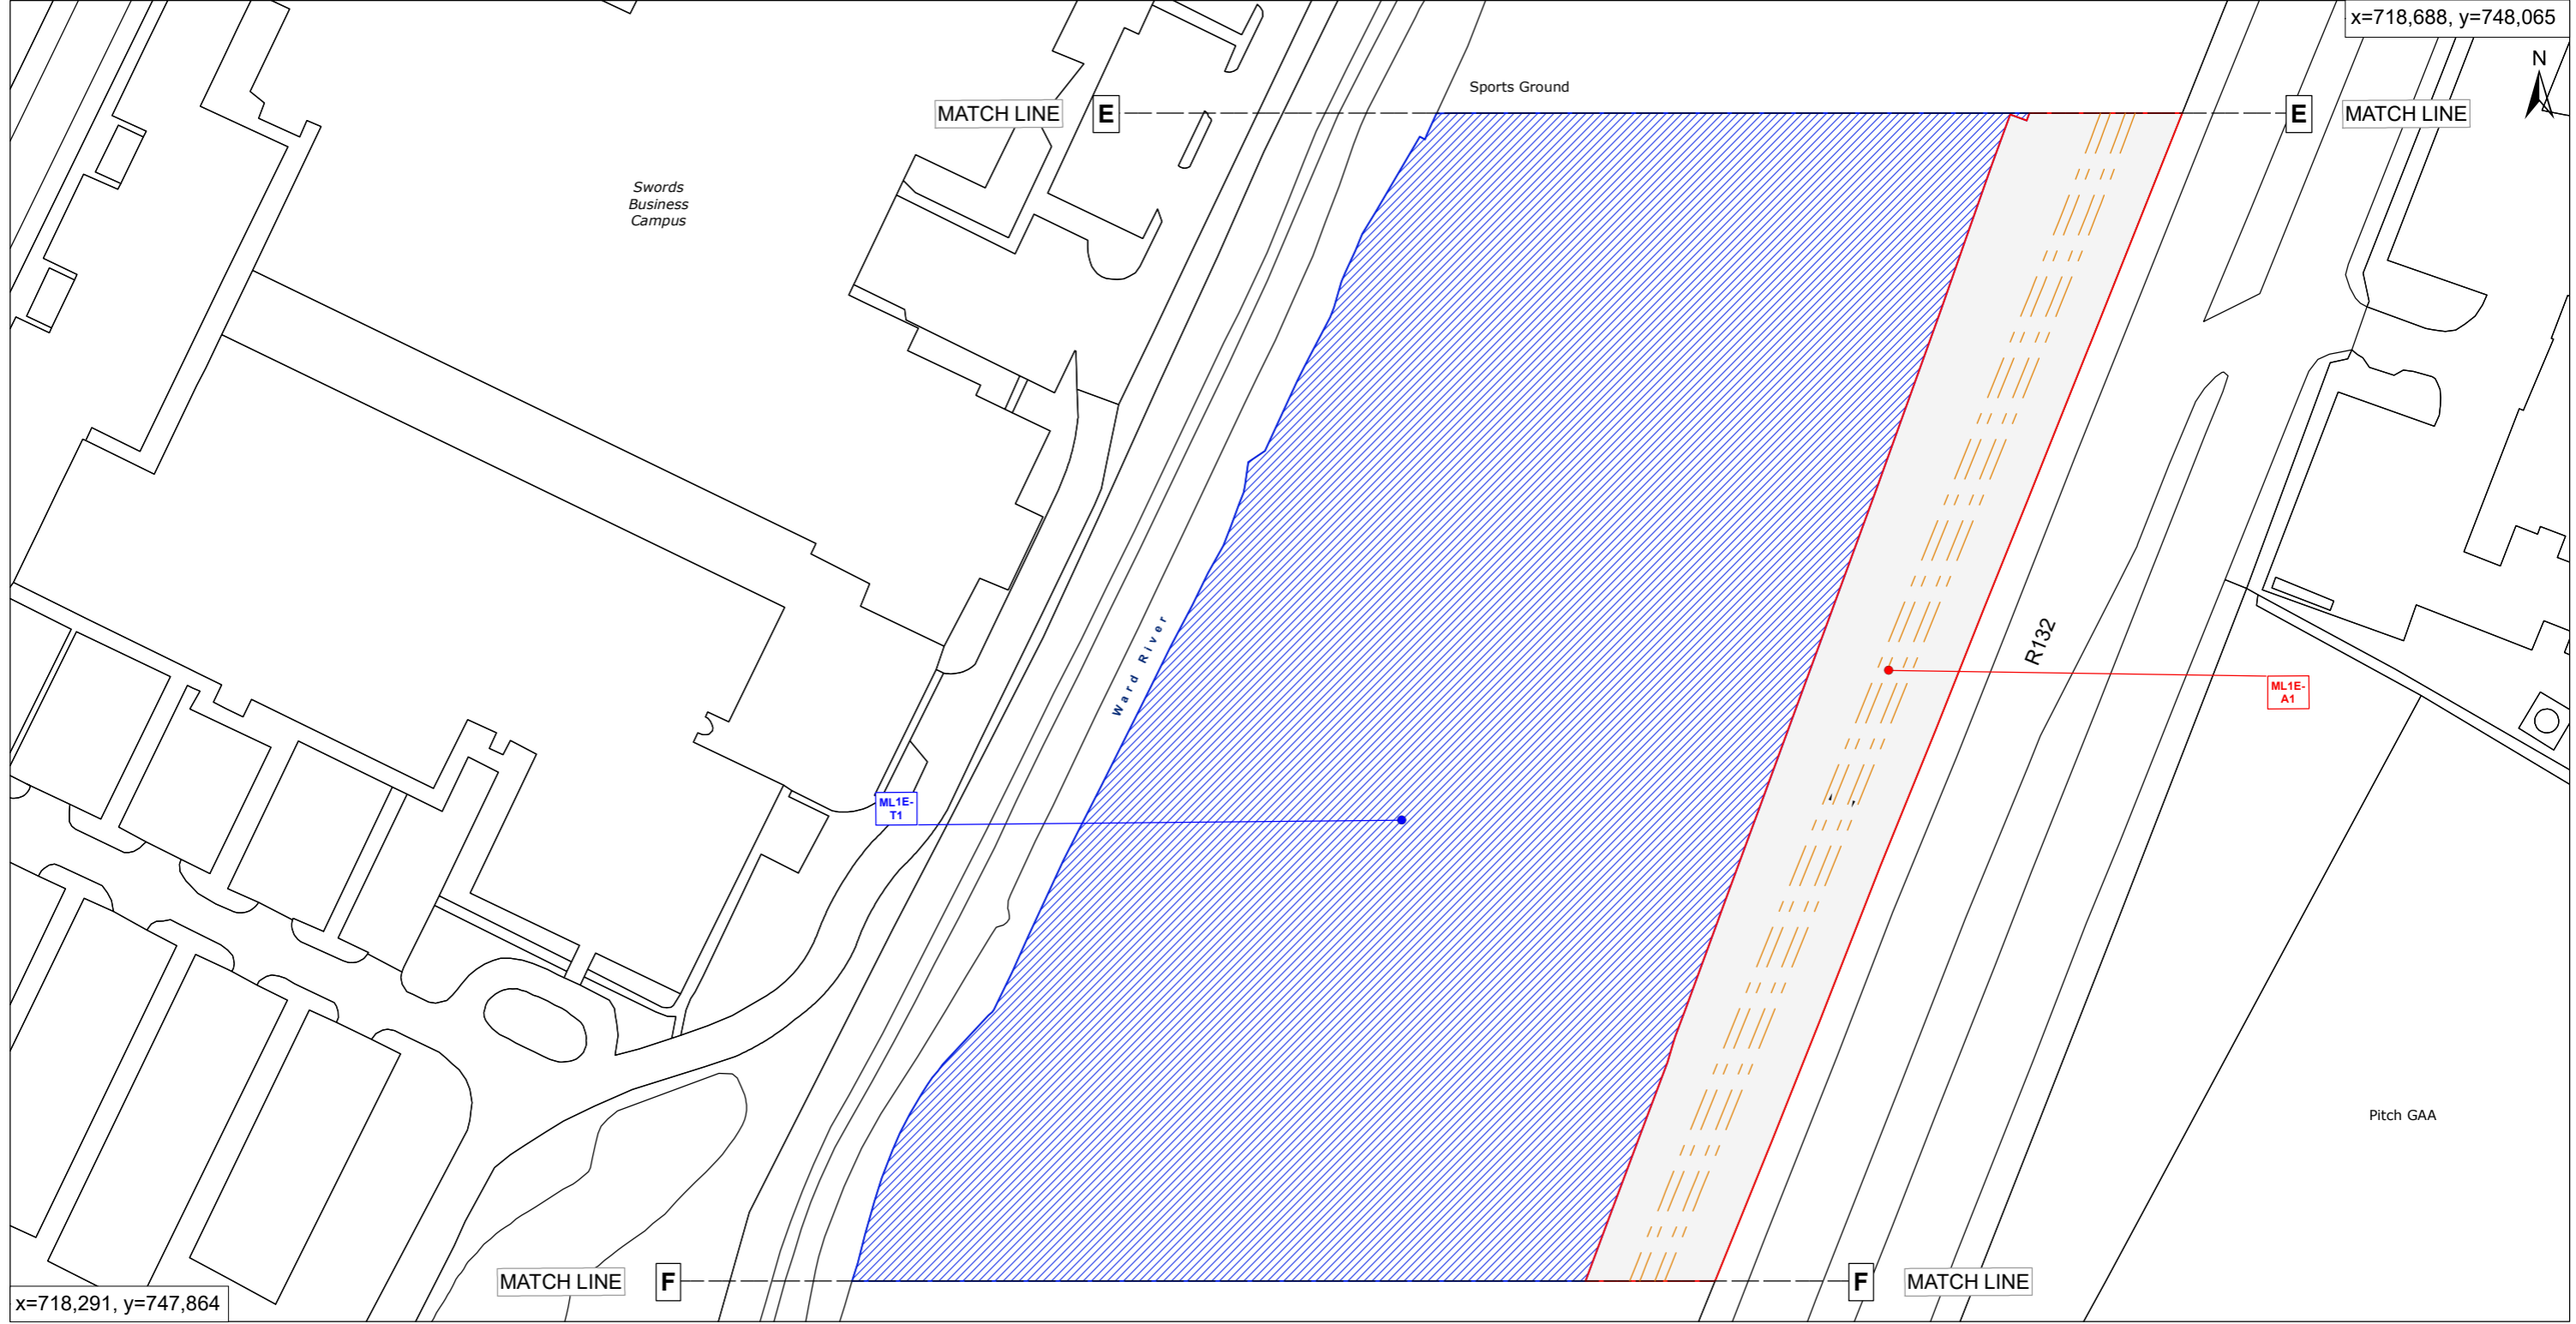 x=718,688, y=748,065
N
Sports Ground
MATCH LINE
E
E
MATCH LINE
Swords
Business
Campus
Ward River
R132
ML1E-
A1
ML1E-
T1
Pitch GAA
MATCH LINE
F
F
MATCH LINE
x=718,291, y=747,864